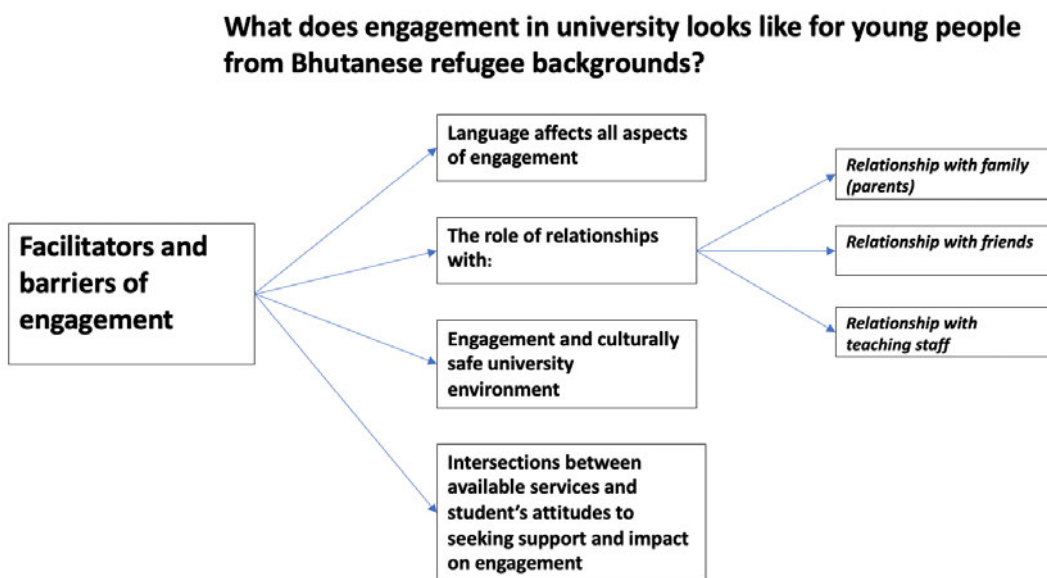 What does engagement in university looks like for young people
from Bhutanese refugee backgrounds?
Facilitators and
barriers of
engagement
Language affects all aspects
of engagement
The role of relationships
with:
Engagement and culturally
safe university
environment
Intersections between
available services and
student's attitudes to
seeking support and impact
on engagement
Relationship with family
(parents)
Relationship with friends
Relationship with
teaching staff